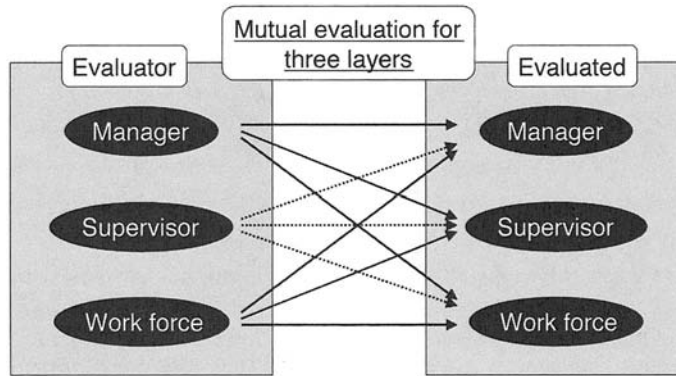 Mutual evaluation for
three layers
Evaluator
Evaluated
Manager
Manager
Supervisor
Supervisor
Work force
Work force